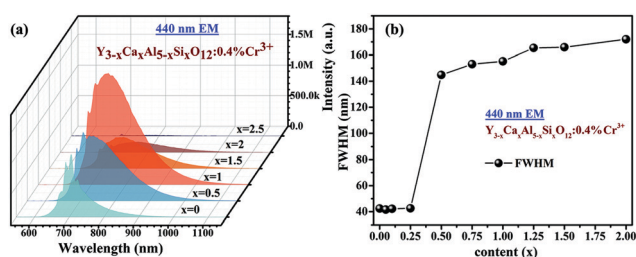 (a)
440 nm EM
Y3-xCaxAl5-xSixO12:0.4%Cr3+
1.5M
1.0M
500.0k
0.0
Intensity (a.u.)
x=2.5
x=2
x=1.5
x=1
x=0.5
x=0
600 700 800 900 1000 1100
Wavelength (nm)
(b)
180
160
140
120
100
80
60
40
FWHM (nm)
440 nm EM
Y3-xCaxAl5-xSixO12:0.4%Cr3+
FWHM
0.00 0.25 0.50 0.75 1.00 1.25 1.50 1.75 2.00
content (x)